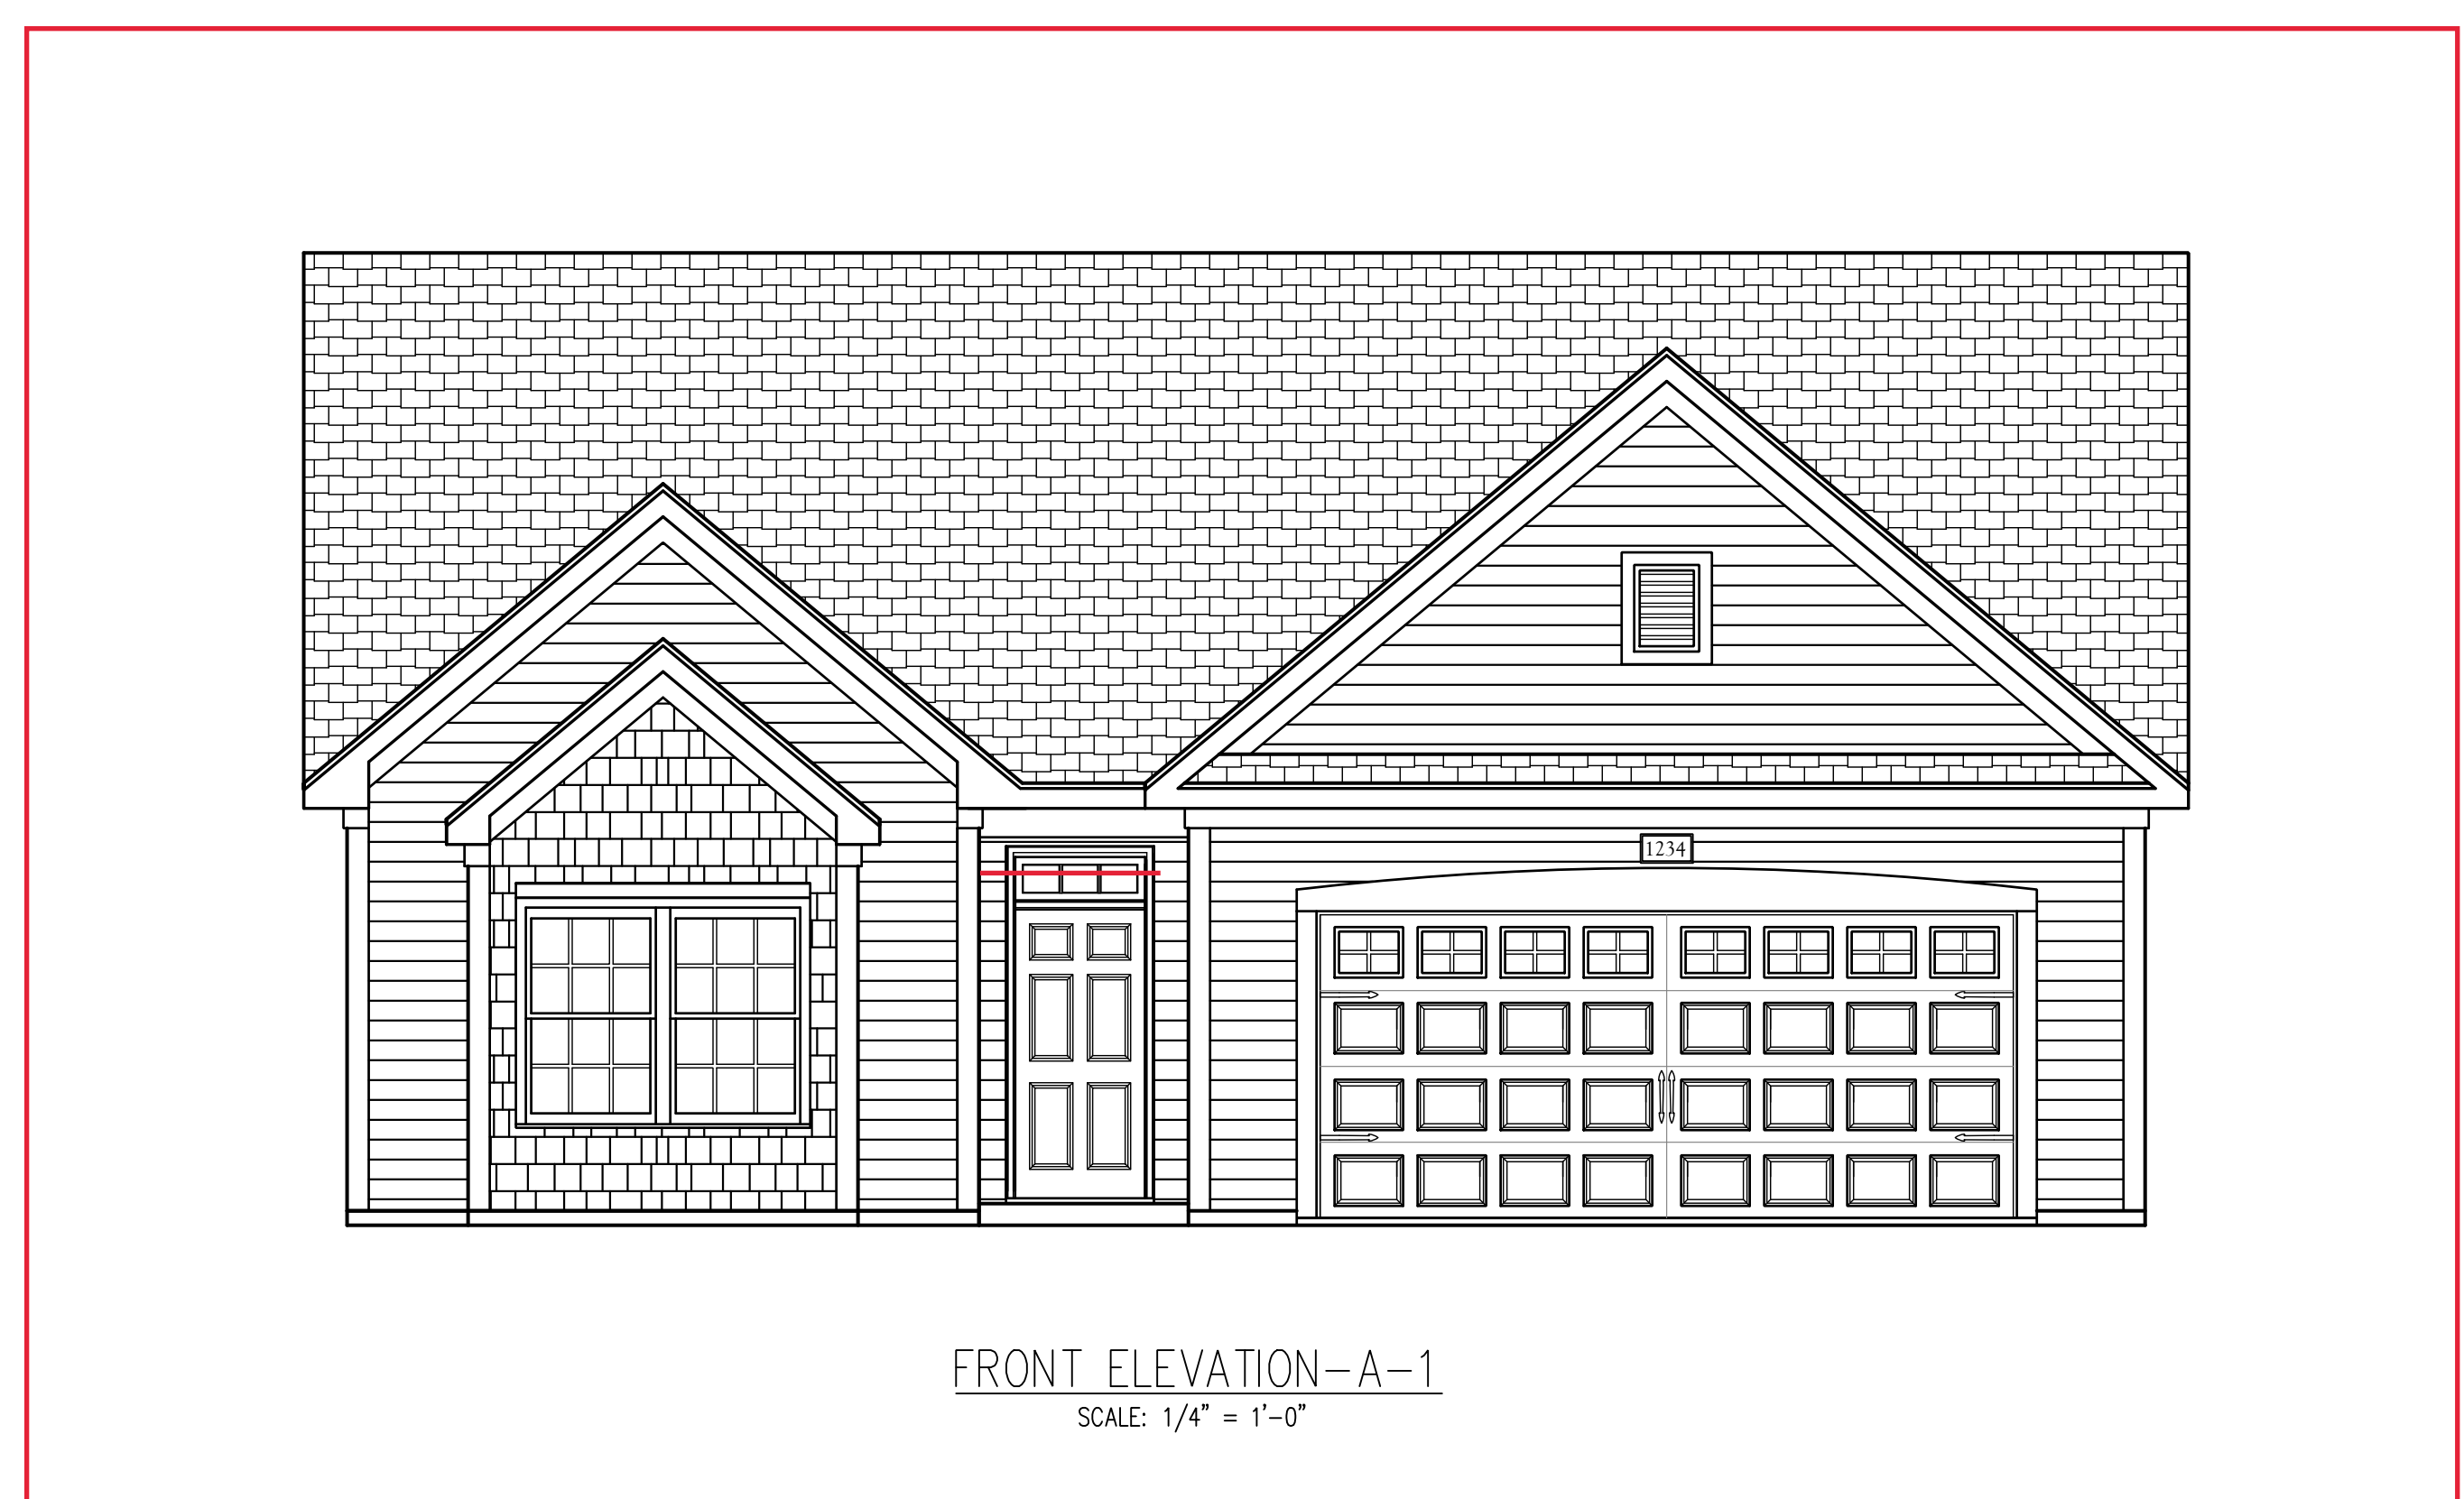 1234
FRONT ELEVATION-A-1
SCALE: 1/4" = 1'-0"